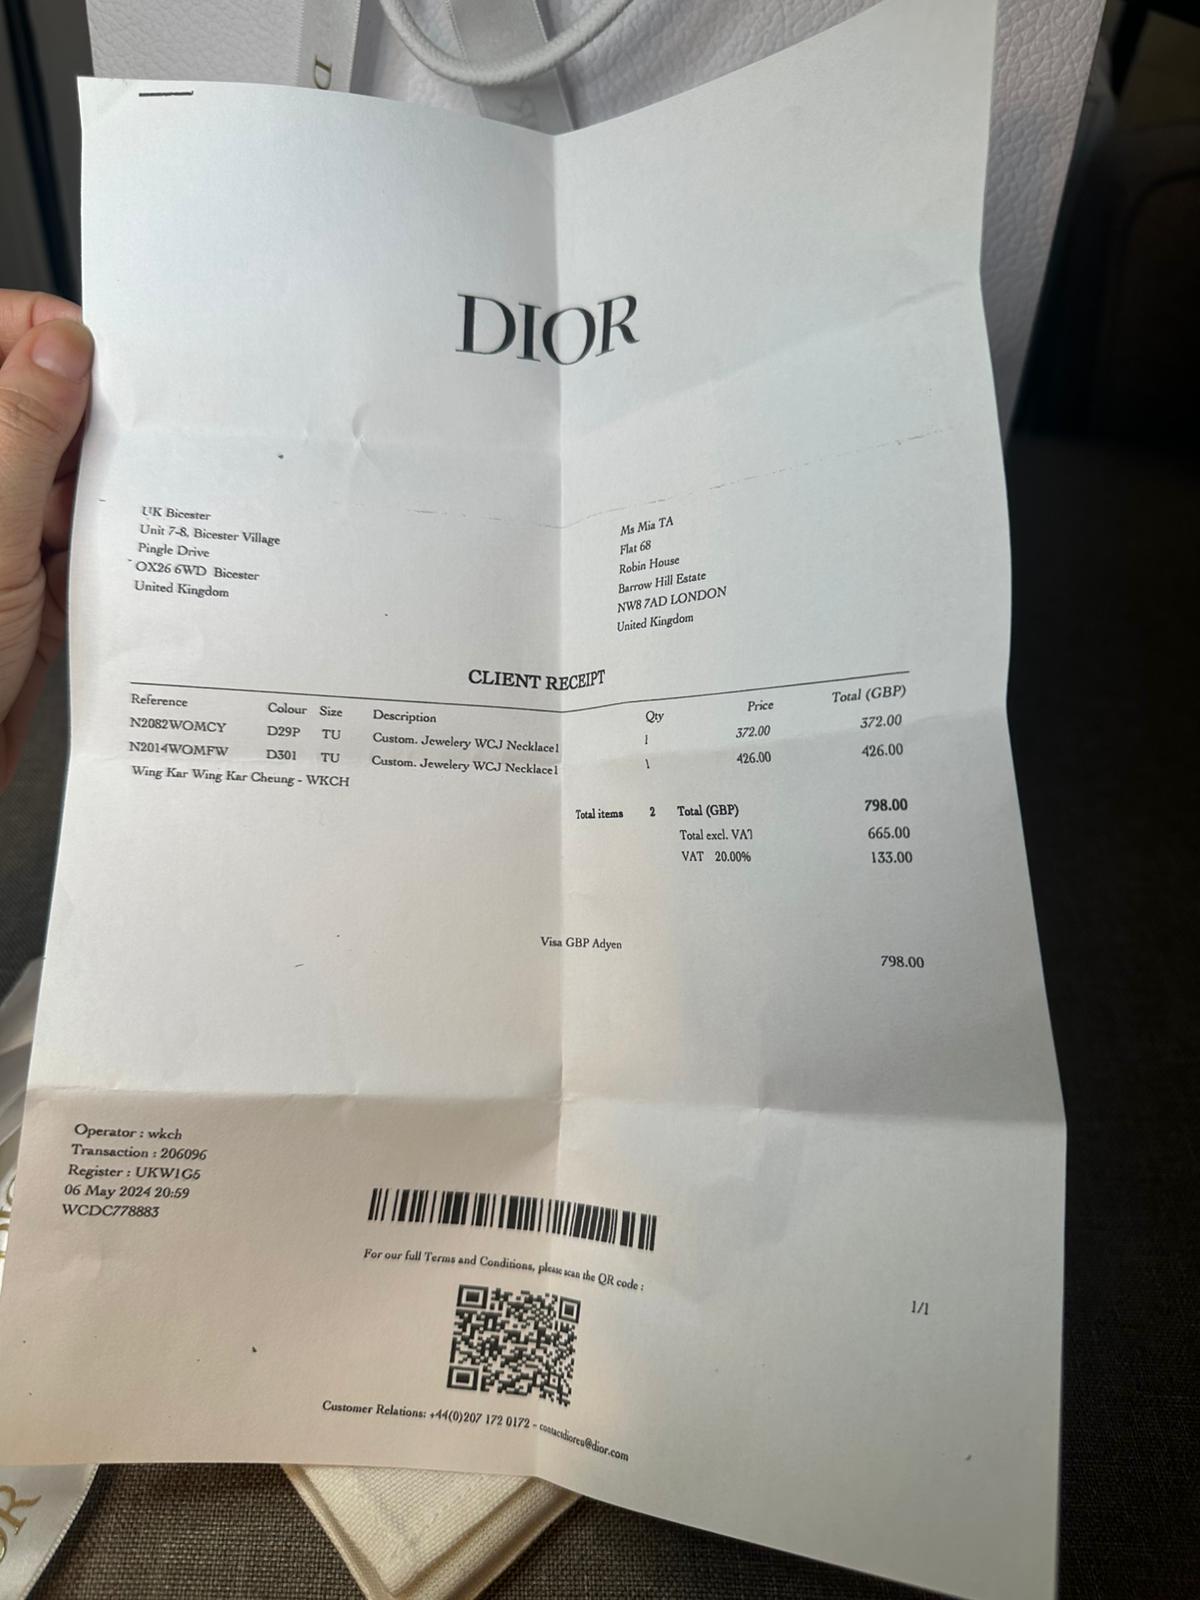 DIOR
UK Bicester
Unit 7-8, Bicester Village
Pingle Drive
OX26 6WD Bicester
United Kingdom
Ms Mia TA
Flat 68
Robin House
Barrow Hill Estate
NW8 7AD LONDON
United Kingdom
CLIENT RECEIPT
Reference Colour Size Description Qty Price Total (GBP)
N2082WOMCY D29P TU Custom. Jewelery WCJ Necklace1 1 372.00 372.00
N2014WOMFW D301 TU Custom. Jewelery WCJ Necklace1 1 426.00 426.00
Wing Kar Wing Kar Cheung - WKCH
Total items 2 Total (GBP) 798.00
Total excl. VAT 665.00
VAT 20.00% 133.00
Visa GBP Adyen 798.00
Operator : wkch
Transaction : 206096
Register : UKW1G5
06 May 2024 20:59
WCDC778883
For our full Terms and Conditions, please scan the QR code :
1/1
Customer Relations: +44(0)207 172 0172 - contactdioreu@dior.com